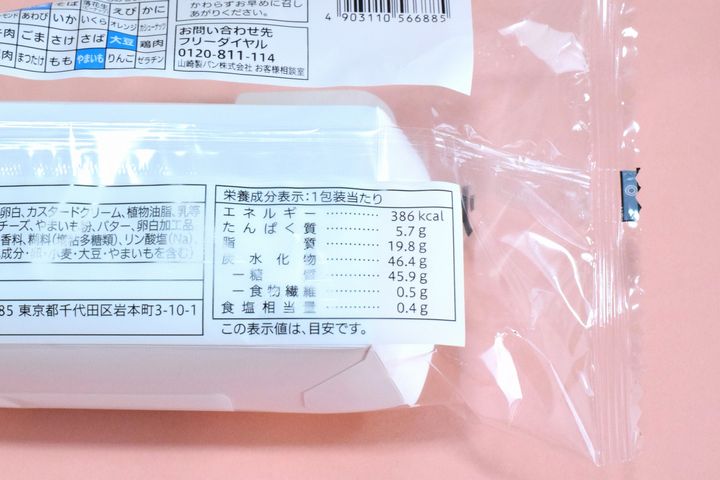 かわらずお早めに召し
あがりください。
4903110566885
落花生 えび かに
あわび いか いくら オレンジ カシューナッツ
牛肉 ごま さけ さば 大豆 鶏肉
まつたけ もも やまいも りんご ゼラチン
お問い合わせ先
フリーダイヤル
0120-811-114
山崎製パン株式会社 お客様相談室
卵白、カスタードクリーム、植物油脂、乳等
チーズ、やまいも粉、バター、卵白加工品
香料、糊料(増粘多糖類)、リン酸塩(Na)、
成分・卵・小麦・大豆・やまいもを含む)
85 東京都千代田区岩本町3-10-1
栄養成分表示:1包装当たり
エネルギー 386 kcal
たんぱく質 5.7 g
脂質 19.8 g
炭水化物 46.4 g
-糖質 45.9 g
-食物繊維 0.5 g
食塩相当量 0.4 g
この表示値は、目安です。